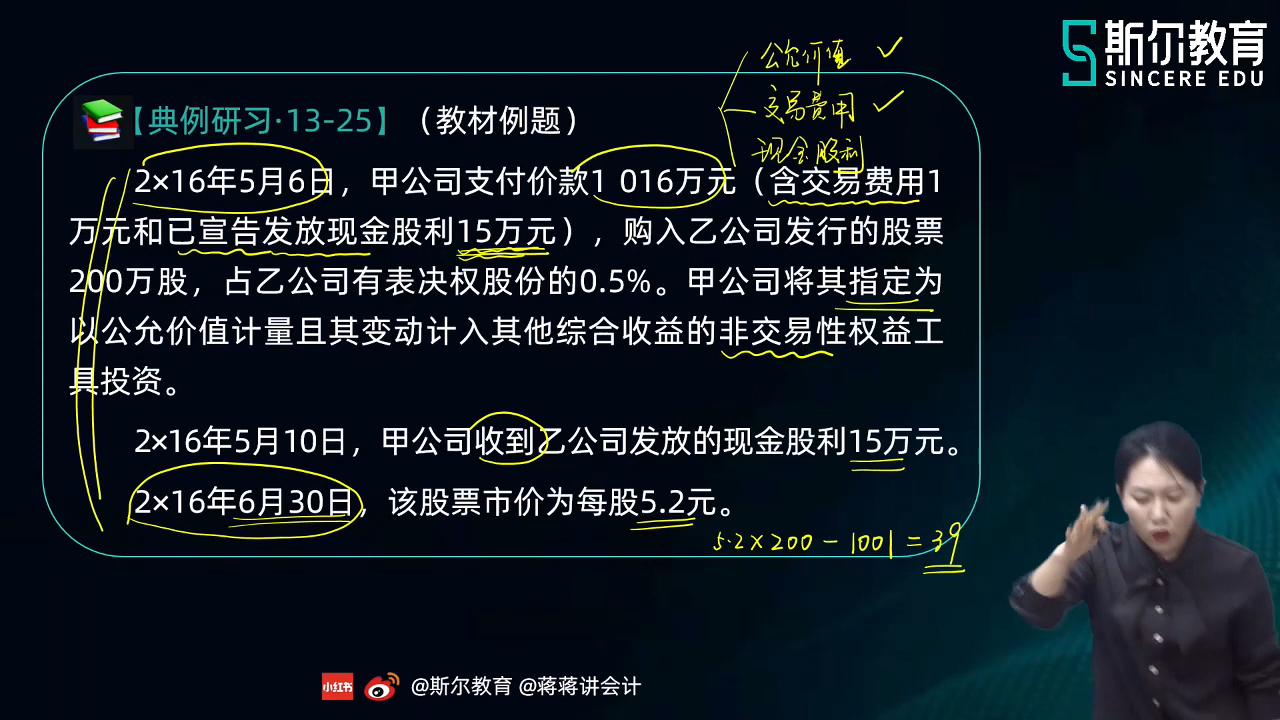 公允价值 ✓
交易费用 ✓
现金股利
斯尔教育
SINCERE EDU
【典例研习·13-25】（教材例题）
2×16年5月6日，甲公司支付价款1 016万元（含交易费用1
万元和已宣告发放现金股利15万元），购入乙公司发行的股票
200万股，占乙公司有表决权股份的0.5%。甲公司将其指定为
以公允价值计量且其变动计入其他综合收益的非交易性权益工
具投资。
2×16年5月10日，甲公司收到乙公司发放的现金股利15万元。
2×16年6月30日，该股票市价为每股5.2元。
5.2×200-1001=39
小红书 @斯尔教育 @蒋蒋讲会计